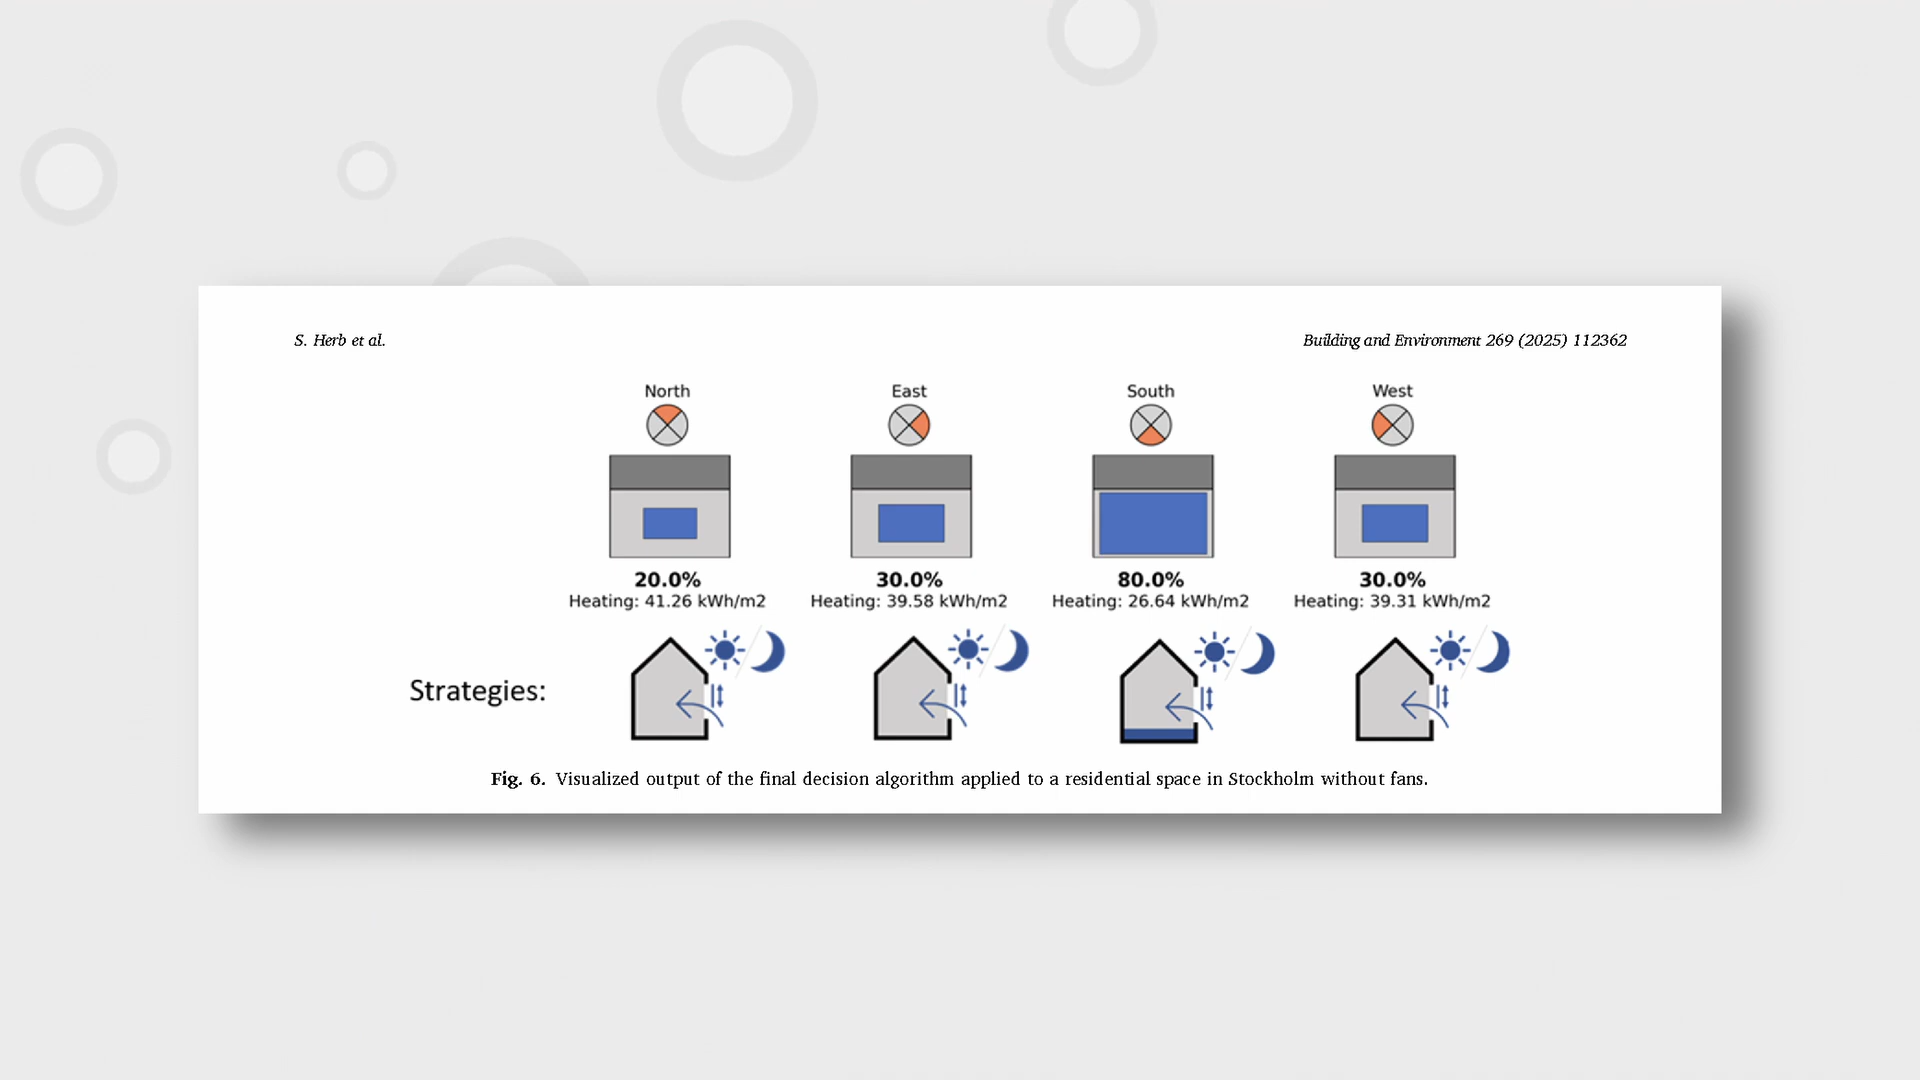 S. Herb et al.
Building and Environment 269 (2025) 112362
North
East
South
West
20.0%
30.0%
80.0%
30.0%
Heating: 41.26 kWh/m2
Heating: 39.58 kWh/m2
Heating: 26.64 kWh/m2
Heating: 39.31 kWh/m2
Strategies:
Fig. 6. Visualized output of the final decision algorithm applied to a residential space in Stockholm without fans.